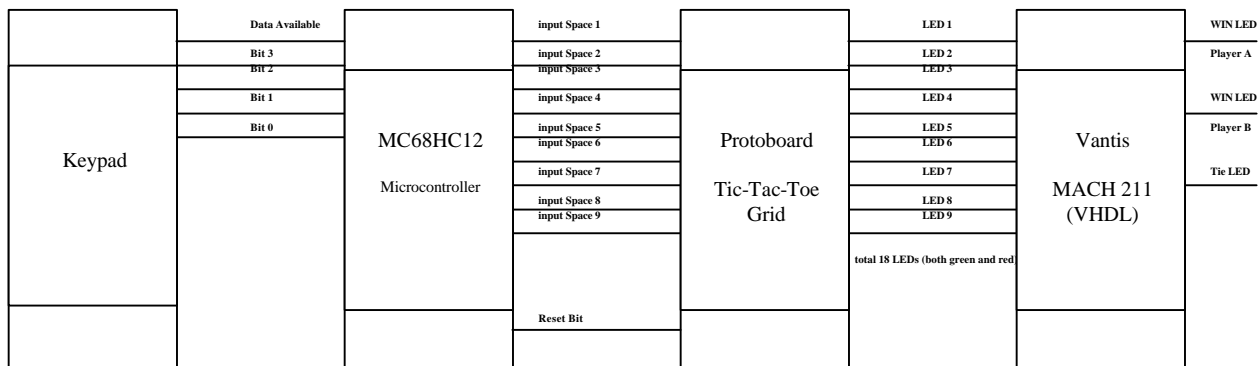 Keypad
Data Available
Bit 3
Bit 2
Bit 1
Bit 0
MC68HC12
Microcontroller
input Space 1
input Space 2
input Space 3
input Space 4
input Space 5
input Space 6
input Space 7
input Space 8
input Space 9
Reset Bit
Protoboard
Tic-Tac-Toe
Grid
LED 1
LED 2
LED 3
LED 4
LED 5
LED 6
LED 7
LED 8
LED 9
total 18 LEDs (both green and red)
Vantis
MACH 211
(VHDL)
WIN LED
Player A
WIN LED
Player B
Tie LED